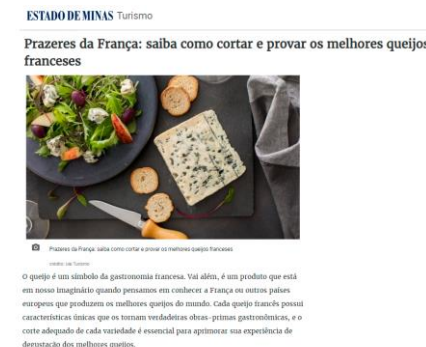 ESTADO DE MINAS Turismo
Prazeres da França: saiba como cortar e provar os melhores queijos
franceses
Prazeres da França: saiba como cortar e provar os melhores queijos franceses
O queijo é um símbolo da gastronomia francesa. Vai além, é um produto que está
em nosso imaginário quando pensamos em conhecer a França ou outros países
europeus que produzem os melhores queijos do mundo. Cada queijo francês possui
características únicas que os tornam verdadeiras obras-primas gastronômicas, e o
corte adequado de cada variedade é essencial para aprimorar sua experiência de
degustação dos melhores queijos.